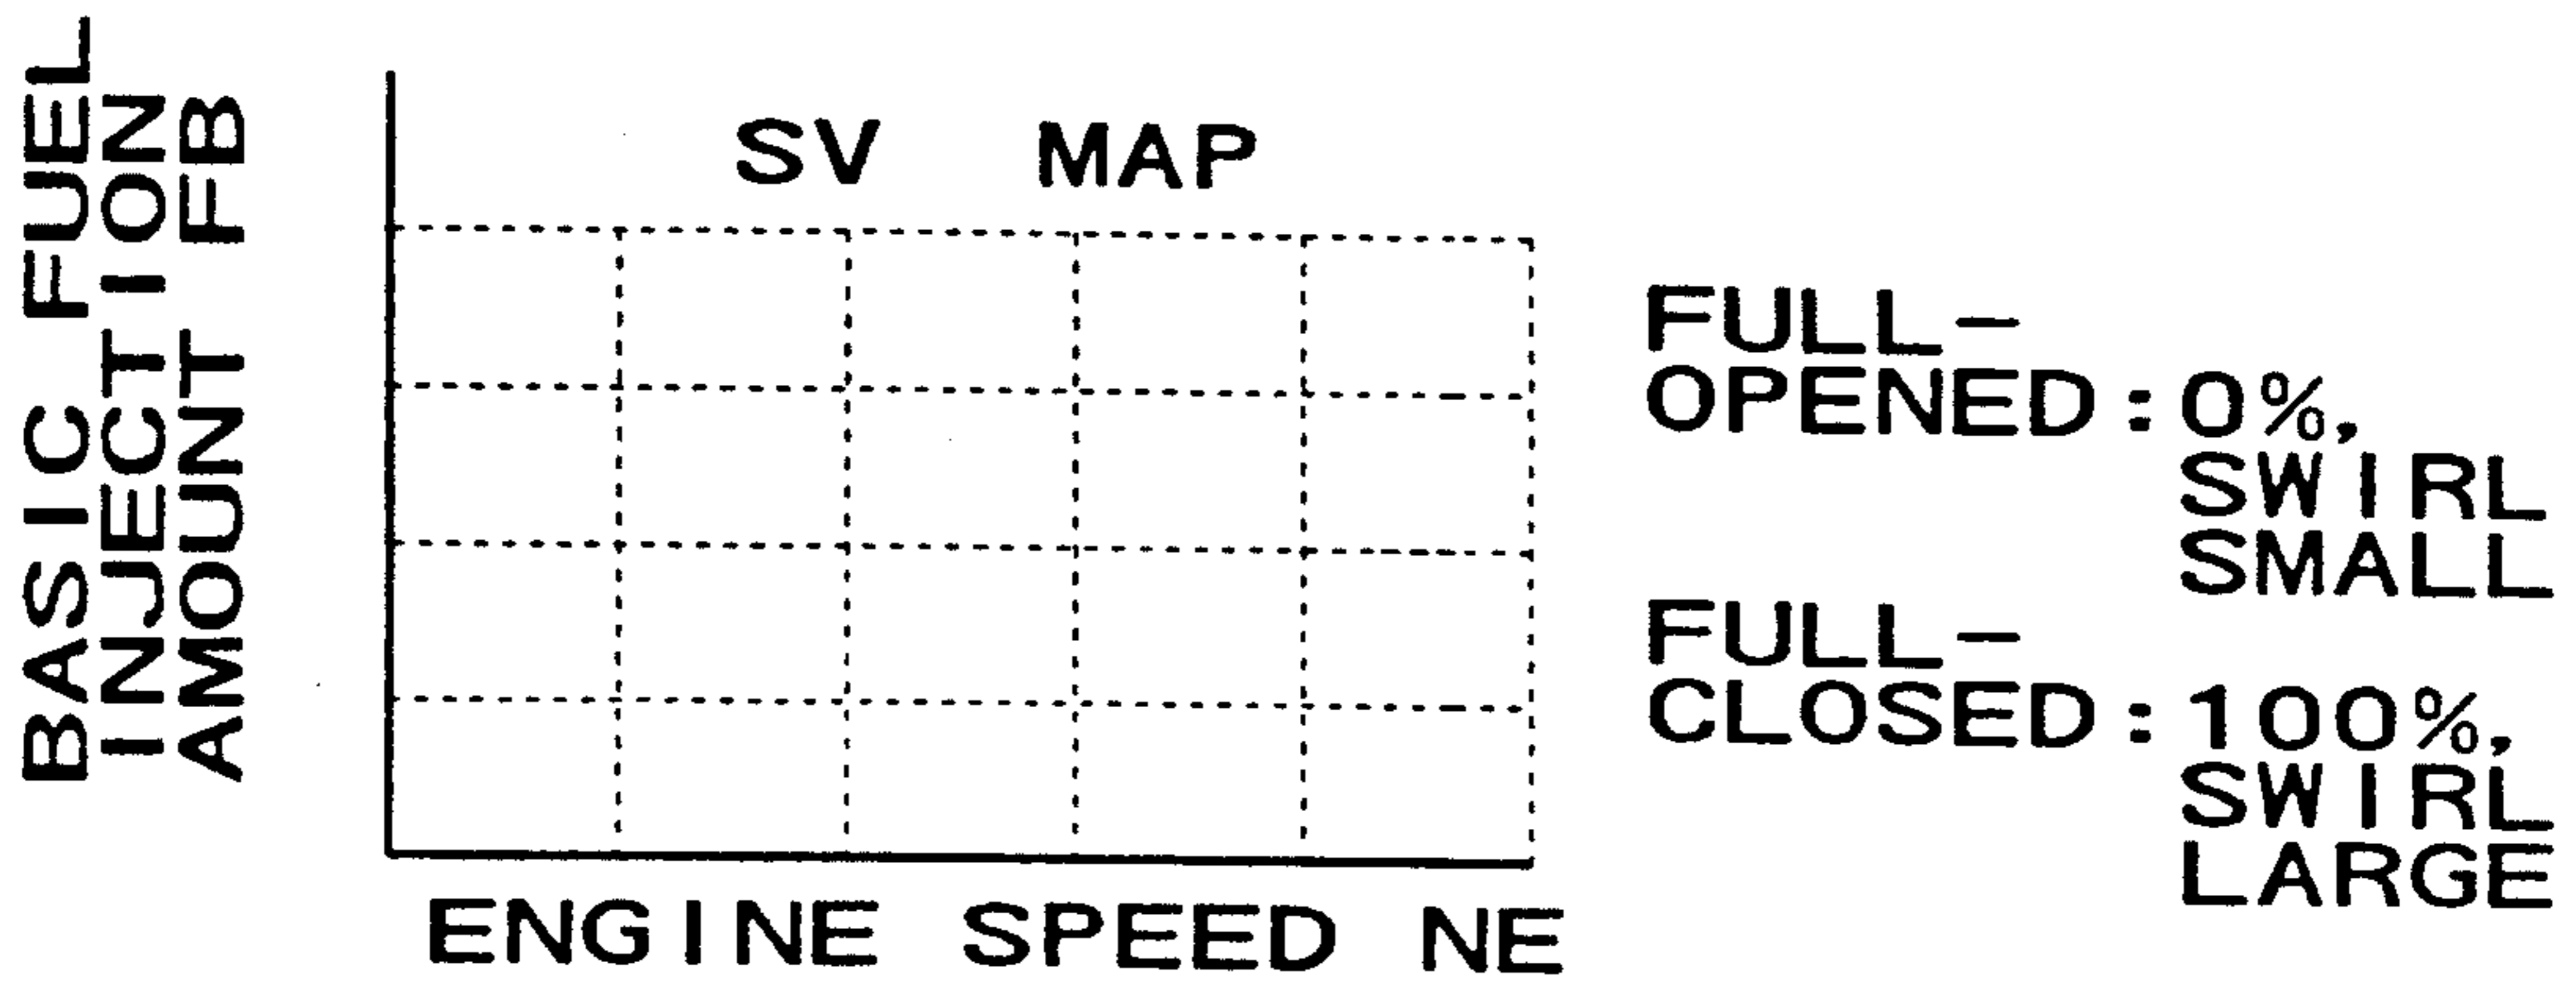 BASIC FUEL
INJECTION
AMOUNT FB
SV MAP
FULL-
OPENED:0%,
SWIRL
SMALL
FULL-
CLOSED:100%,
SWIRL
LARGE
ENGINE SPEED NE